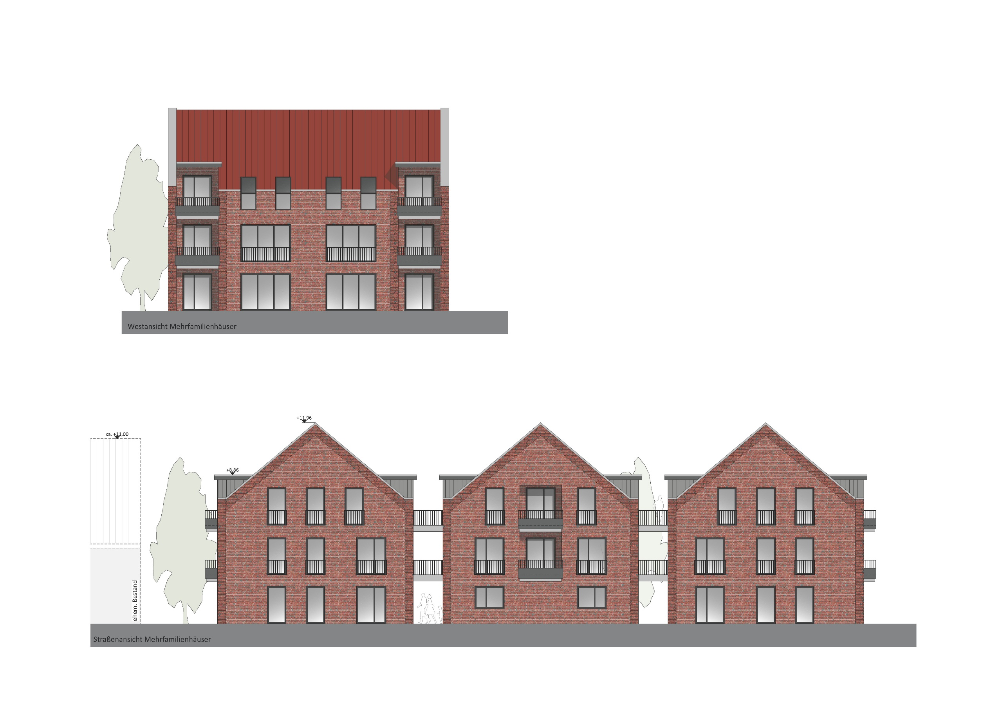 Westansicht Mehrfamilienhäuser
+11,96
ca. +11,00
+8,86
ehem. Bestand
Straßenansicht Mehrfamilienhäuser